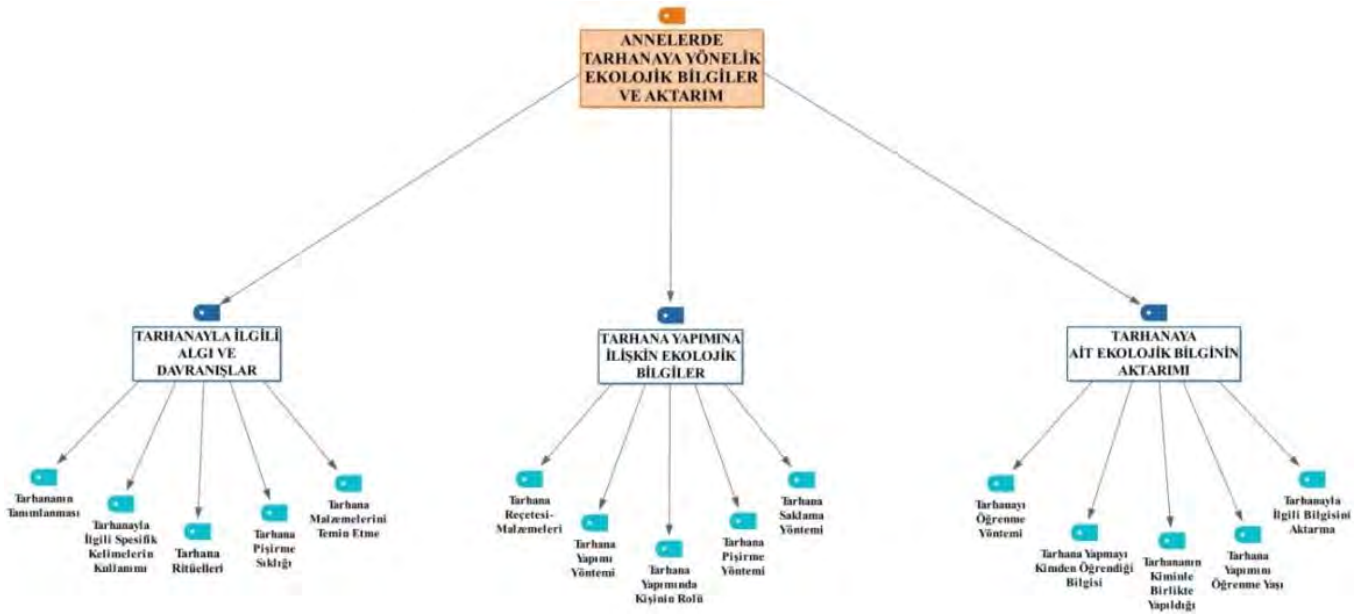 ANNELERDE
TARHANAYA YÖNELİK
EKOLOJİK BİLGİLER
VE AKTARIM
TARHANAYLA İLGİLİ
ALGI VE
DAVRANIŞLAR
TARHANA YAPIMINA
İLİŞKİN EKOLOJİK
BİLGİLER
TARHANAYA
AİT EKOLOJİK BİLGİNİN
AKTARIMI
Tarhananın
Tanımlanması
Tarhanayla
İlgili Spesifik
Kelimelerin
Kullanımı
Tarhana
Ritüelleri
Tarhana
Pişirme
Sıklığı
Tarhana
Malzemelerini
Temin Etme
Tarhana
Reçetesi-
Malzemeleri
Tarhana
Yapımı
Yöntemi
Tarhana
Yapımında
Kişinin Rolü
Tarhana
Pişirme
Yöntemi
Tarhana
Saklama
Yöntemi
Tarhanayı
Öğrenme
Yöntemi
Tarhana Yapmayı
Kimden Öğrendiği
Bilgisi
Tarhananın
Kiminle
Birlikte
Yapıldığı
Tarhana
Yapımını
Öğrenme Yaşı
Tarhanayla
İlgili Bilgisini
Aktarma